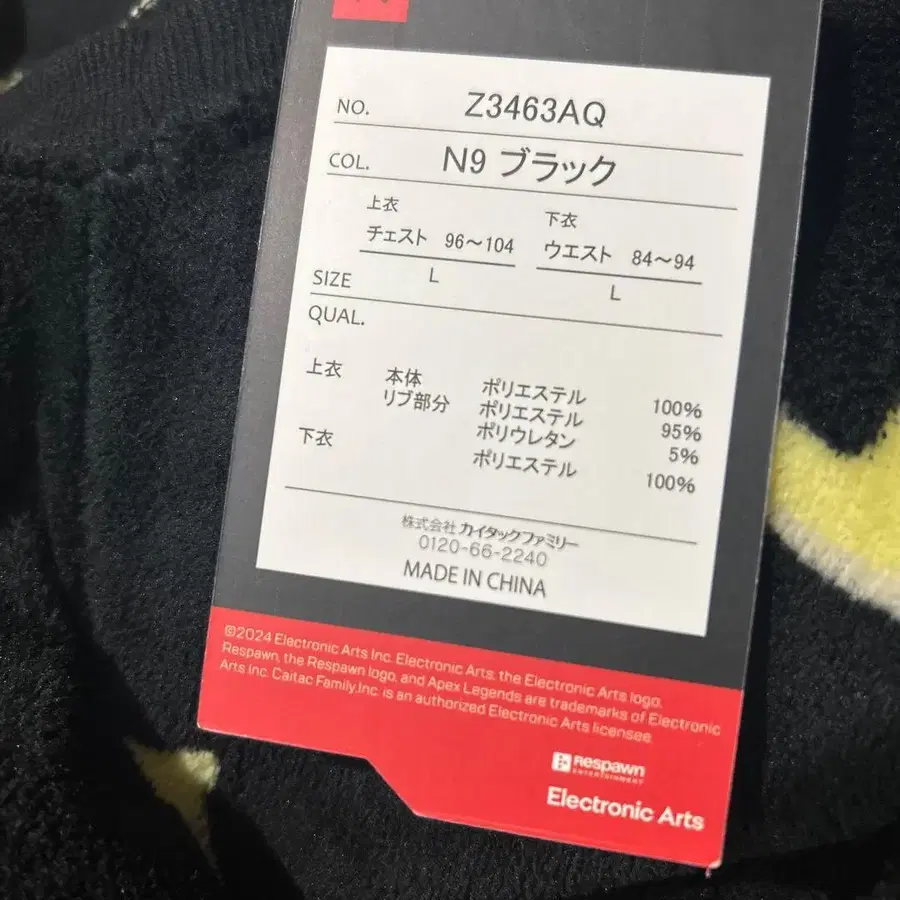 NO. Z3463AQ
COL. N9 ブラック
上衣 下衣
チェスト 96～104 ウエスト 84～94
SIZE L L
QUAL.
上衣 本体 ポリエステル 100%
リブ部分 ポリエステル 95%
ポリウレタン 5%
下衣 ポリエステル 100%
株式会社 カイタックファミリー
0120-66-2240
MADE IN CHINA
©2024 Electronic Arts Inc. Electronic Arts, the Electronic Arts logo,
Respawn, the Respawn logo, and Apex Legends are trademarks of Electronic
Arts Inc. Caitac Family,Inc. is an authorized Electronic Arts licensee.
Respawn
ENTERTAINMENT
Electronic Arts